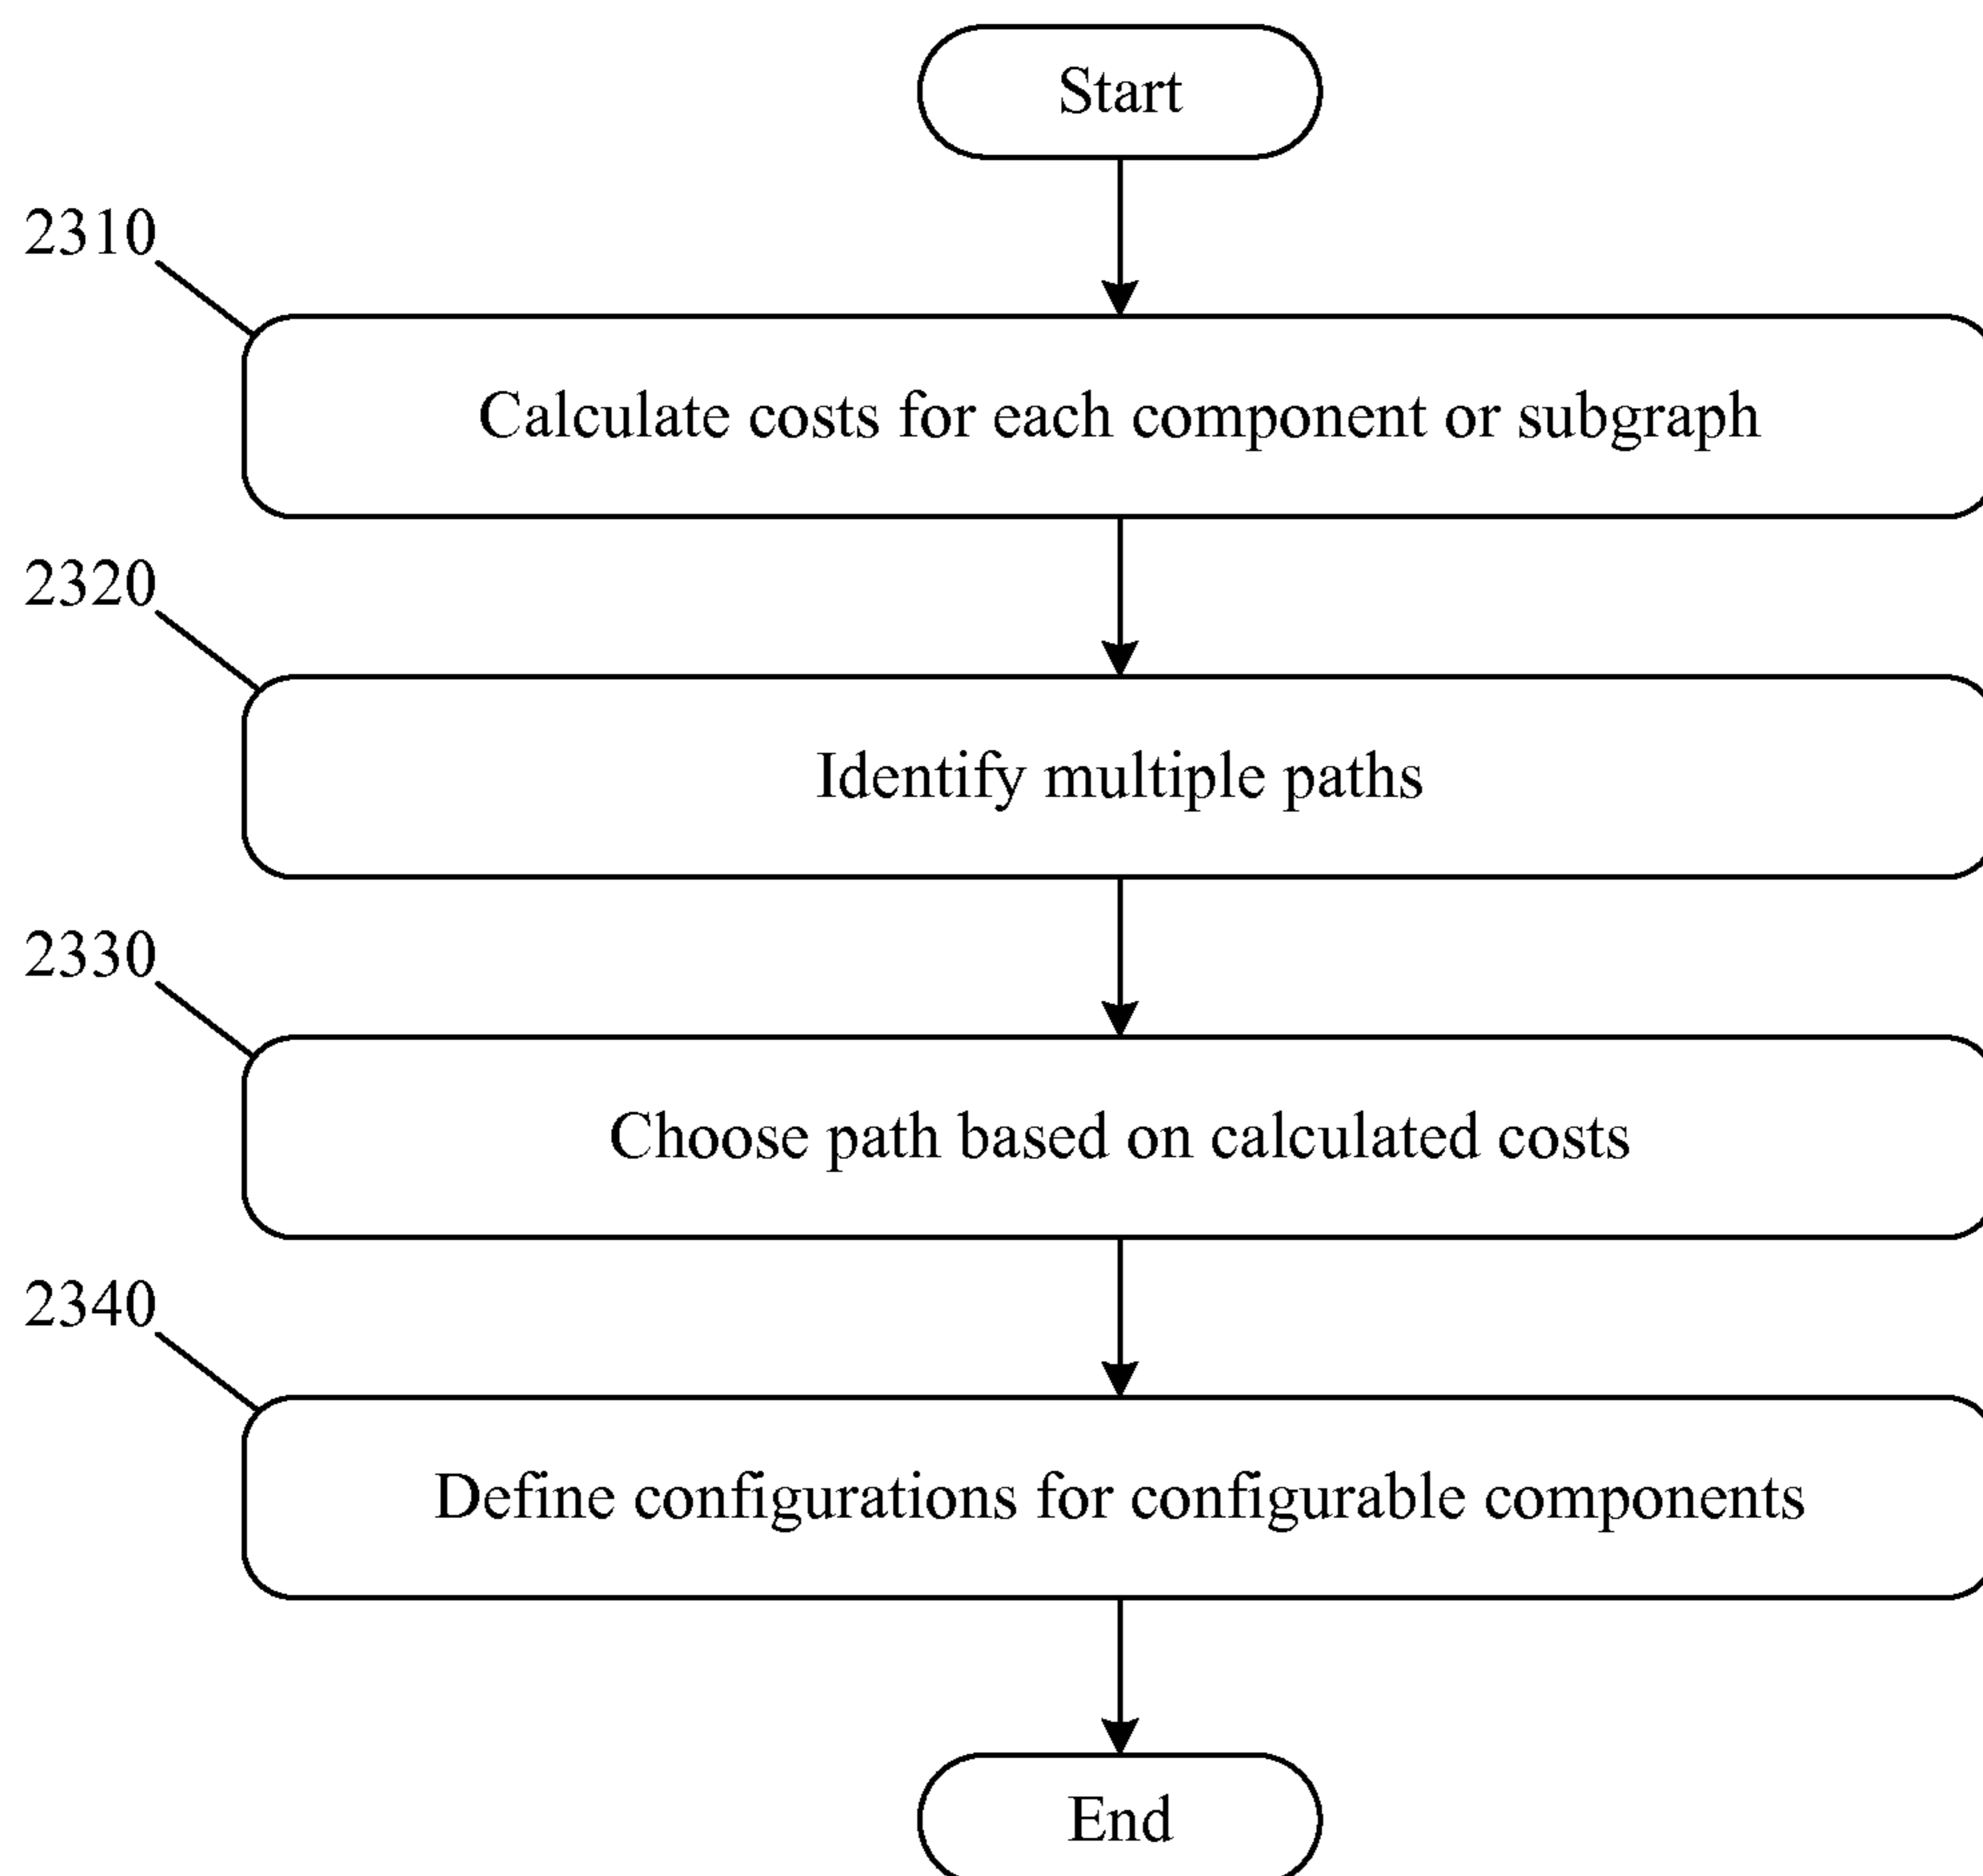 Start
2310
Calculate costs for each component or subgraph
2320
Identify multiple paths
2330
Choose path based on calculated costs
2340
Define configurations for configurable components
End